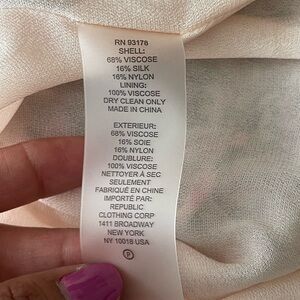 RN 93178
SHELL:
68% VISCOSE
16% SILK
16% NYLON
LINING:
100% VISCOSE
DRY CLEAN ONLY
MADE IN CHINA
EXTERIEUR:
68% VISCOSE
16% SOIE
16% NYLON
DOUBLURE:
100% VISCOSE
NETTOYER À SEC
SEULEMENT
FABRIQUÉ EN CHINE
IMPORTÉ PAR:
REPUBLIC
CLOTHING CORP
1411 BROADWAY
NEW YORK
NY 10018 USA
P